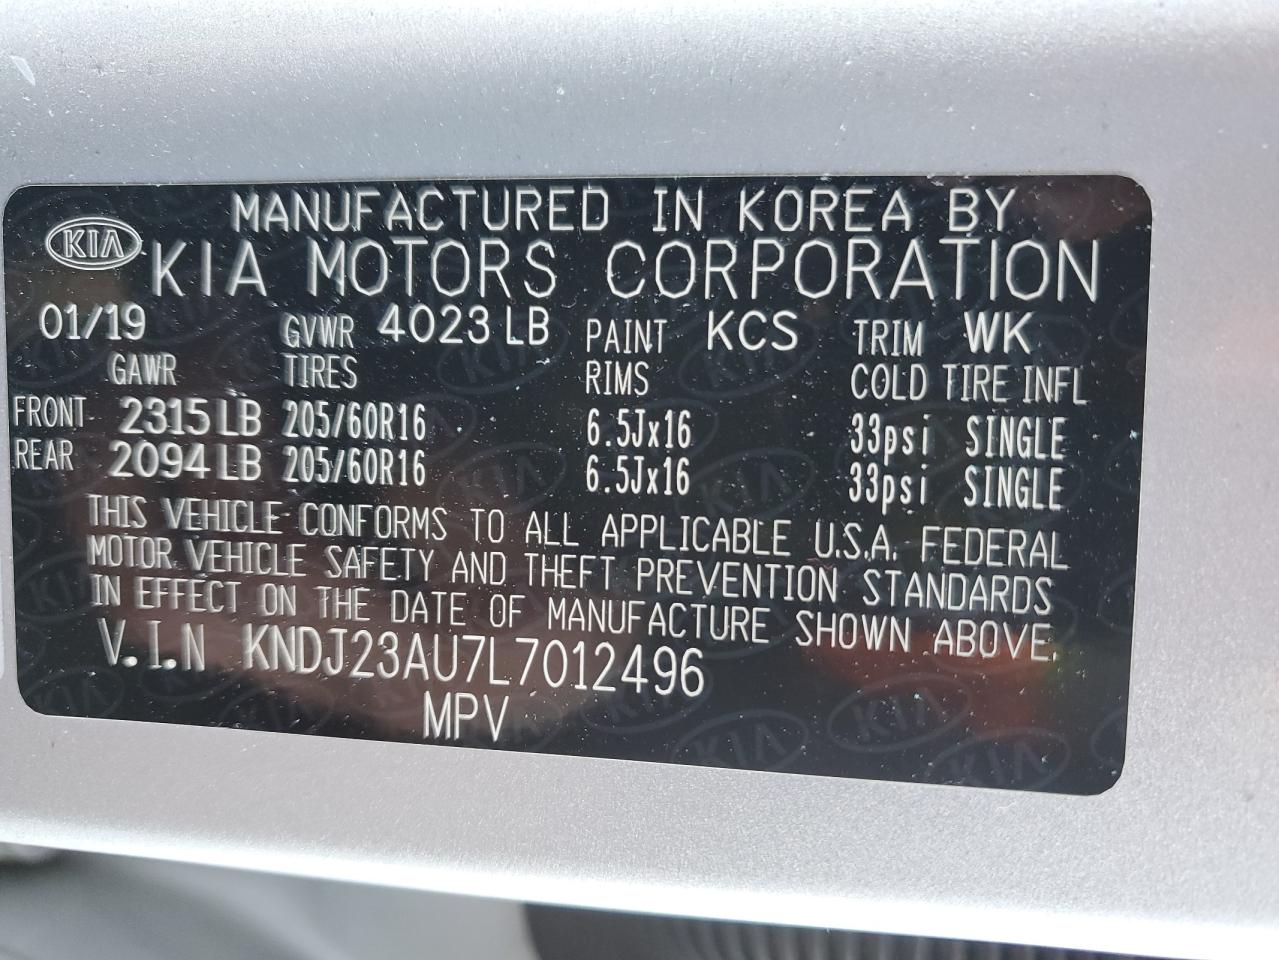 MANUFACTURED IN KOREA BY
KIA KIA MOTORS CORPORATION
01/19 GVWR 4023 LB PAINT KCS TRIM WK
GAWR TIRES RIMS COLD TIRE INFL
FRONT 2315 LB 205/60R16 6.5Jx16 33psi SINGLE
REAR 2094 LB 205/60R16 6.5Jx16 33psi SINGLE
THIS VEHICLE CONFORMS TO ALL APPLICABLE U.S.A. FEDERAL
MOTOR VEHICLE SAFETY AND THEFT PREVENTION STANDARDS
IN EFFECT ON THE DATE OF MANUFACTURE SHOWN ABOVE.
V.I.N KNDJ23AU7L7012496
MPV